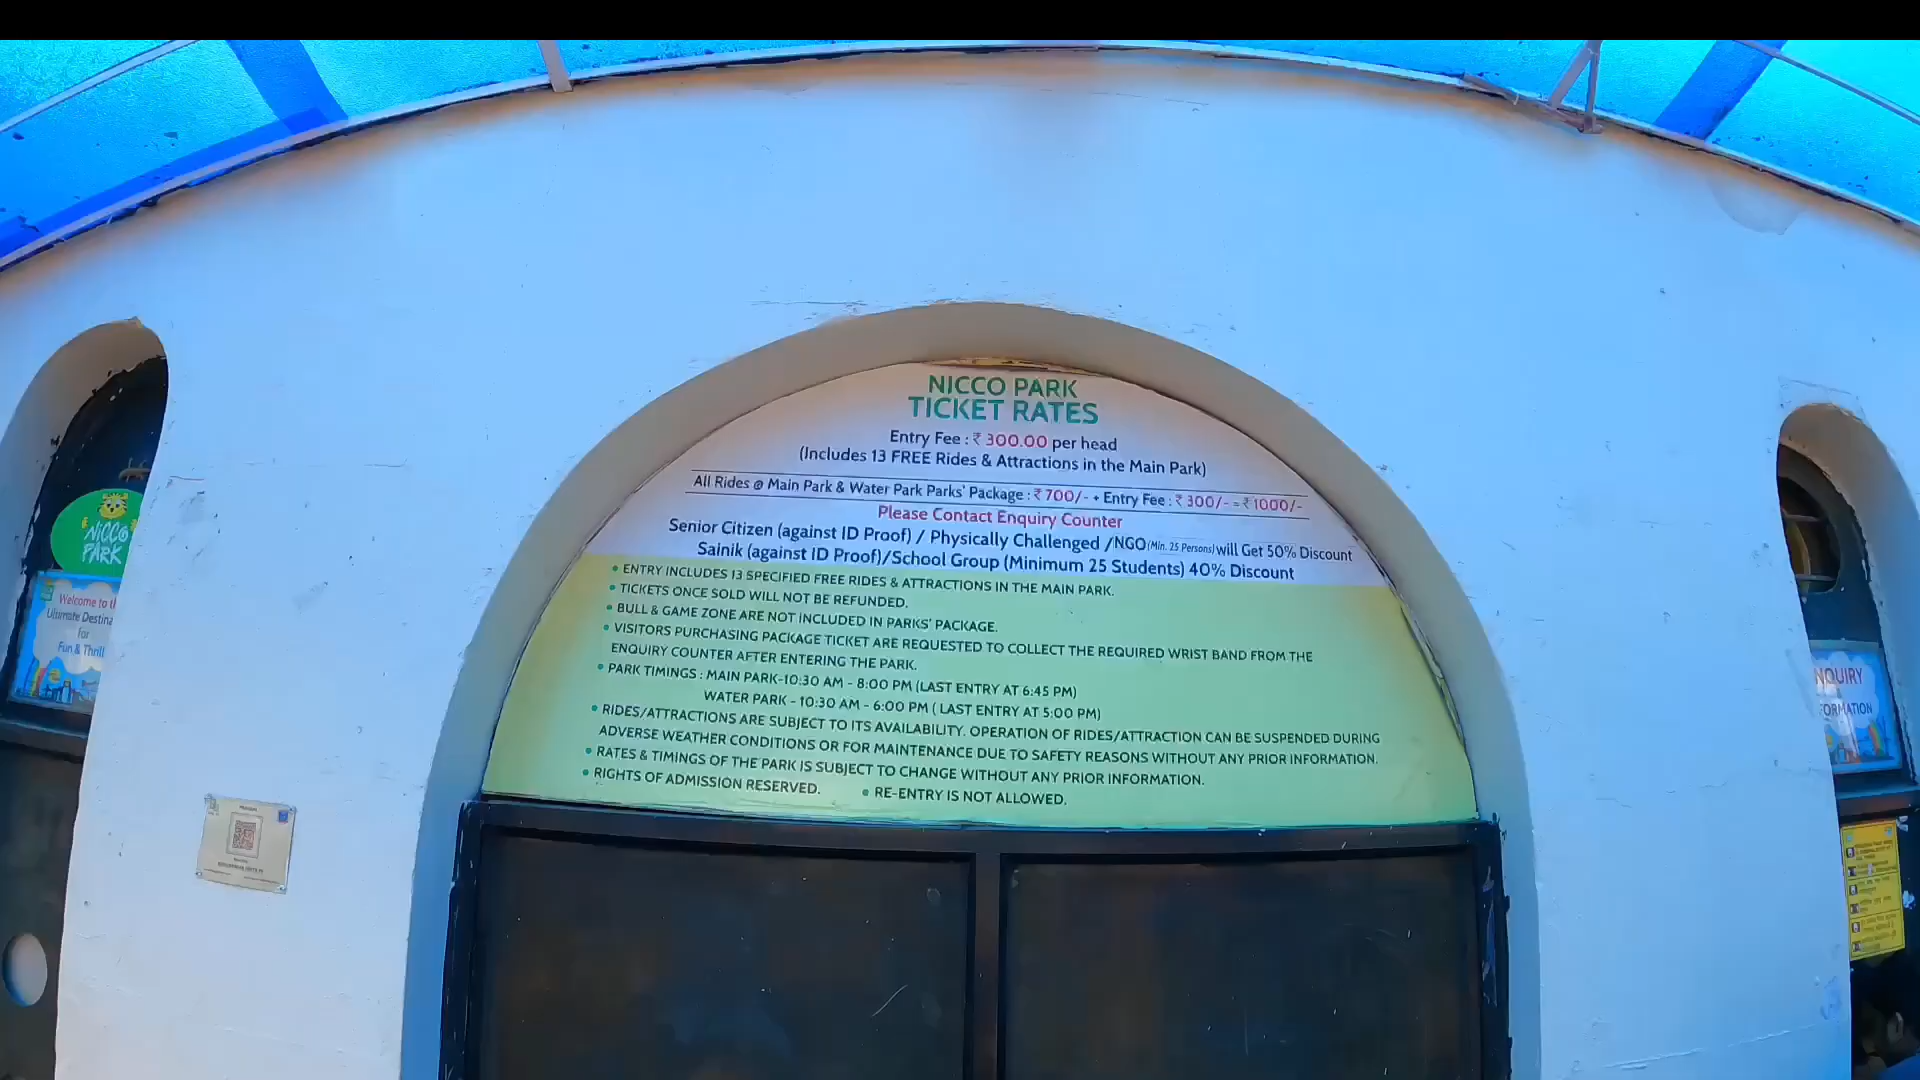 NICCO PARK
TICKET RATES
Entry Fee : ₹ 300.00 per head
(Includes 13 FREE Rides & Attractions in the Main Park)
All Rides @ Main Park & Water Park Parks' Package : ₹ 700/- + Entry Fee : ₹ 300/- = ₹ 1000/-
Please Contact Enquiry Counter
Senior Citizen (against ID Proof) / Physically Challenged /NGO (Min. 25 Persons) will Get 50% Discount
Sainik (against ID Proof)/School Group (Minimum 25 Students) 40% Discount
• ENTRY INCLUDES 13 SPECIFIED FREE RIDES & ATTRACTIONS IN THE MAIN PARK.
• TICKETS ONCE SOLD WILL NOT BE REFUNDED.
• BULL & GAME ZONE ARE NOT INCLUDED IN PARKS' PACKAGE.
• VISITORS PURCHASING PACKAGE TICKET ARE REQUESTED TO COLLECT THE REQUIRED WRIST BAND FROM THE
ENQUIRY COUNTER AFTER ENTERING THE PARK.
• PARK TIMINGS : MAIN PARK-10:30 AM - 8:00 PM (LAST ENTRY AT 6:45 PM)
WATER PARK - 10:30 AM - 6:00 PM ( LAST ENTRY AT 5:00 PM)
• RIDES/ATTRACTIONS ARE SUBJECT TO ITS AVAILABILITY. OPERATION OF RIDES/ATTRACTION CAN BE SUSPENDED DURING
ADVERSE WEATHER CONDITIONS OR FOR MAINTENANCE DUE TO SAFETY REASONS WITHOUT ANY PRIOR INFORMATION.
• RATES & TIMINGS OF THE PARK IS SUBJECT TO CHANGE WITHOUT ANY PRIOR INFORMATION.
• RIGHTS OF ADMISSION RESERVED. • RE-ENTRY IS NOT ALLOWED.
NICCO
PARK
Welcome to th
Ultimate Destina
for
Fun & Thrill
NQUIRY
FORMATION